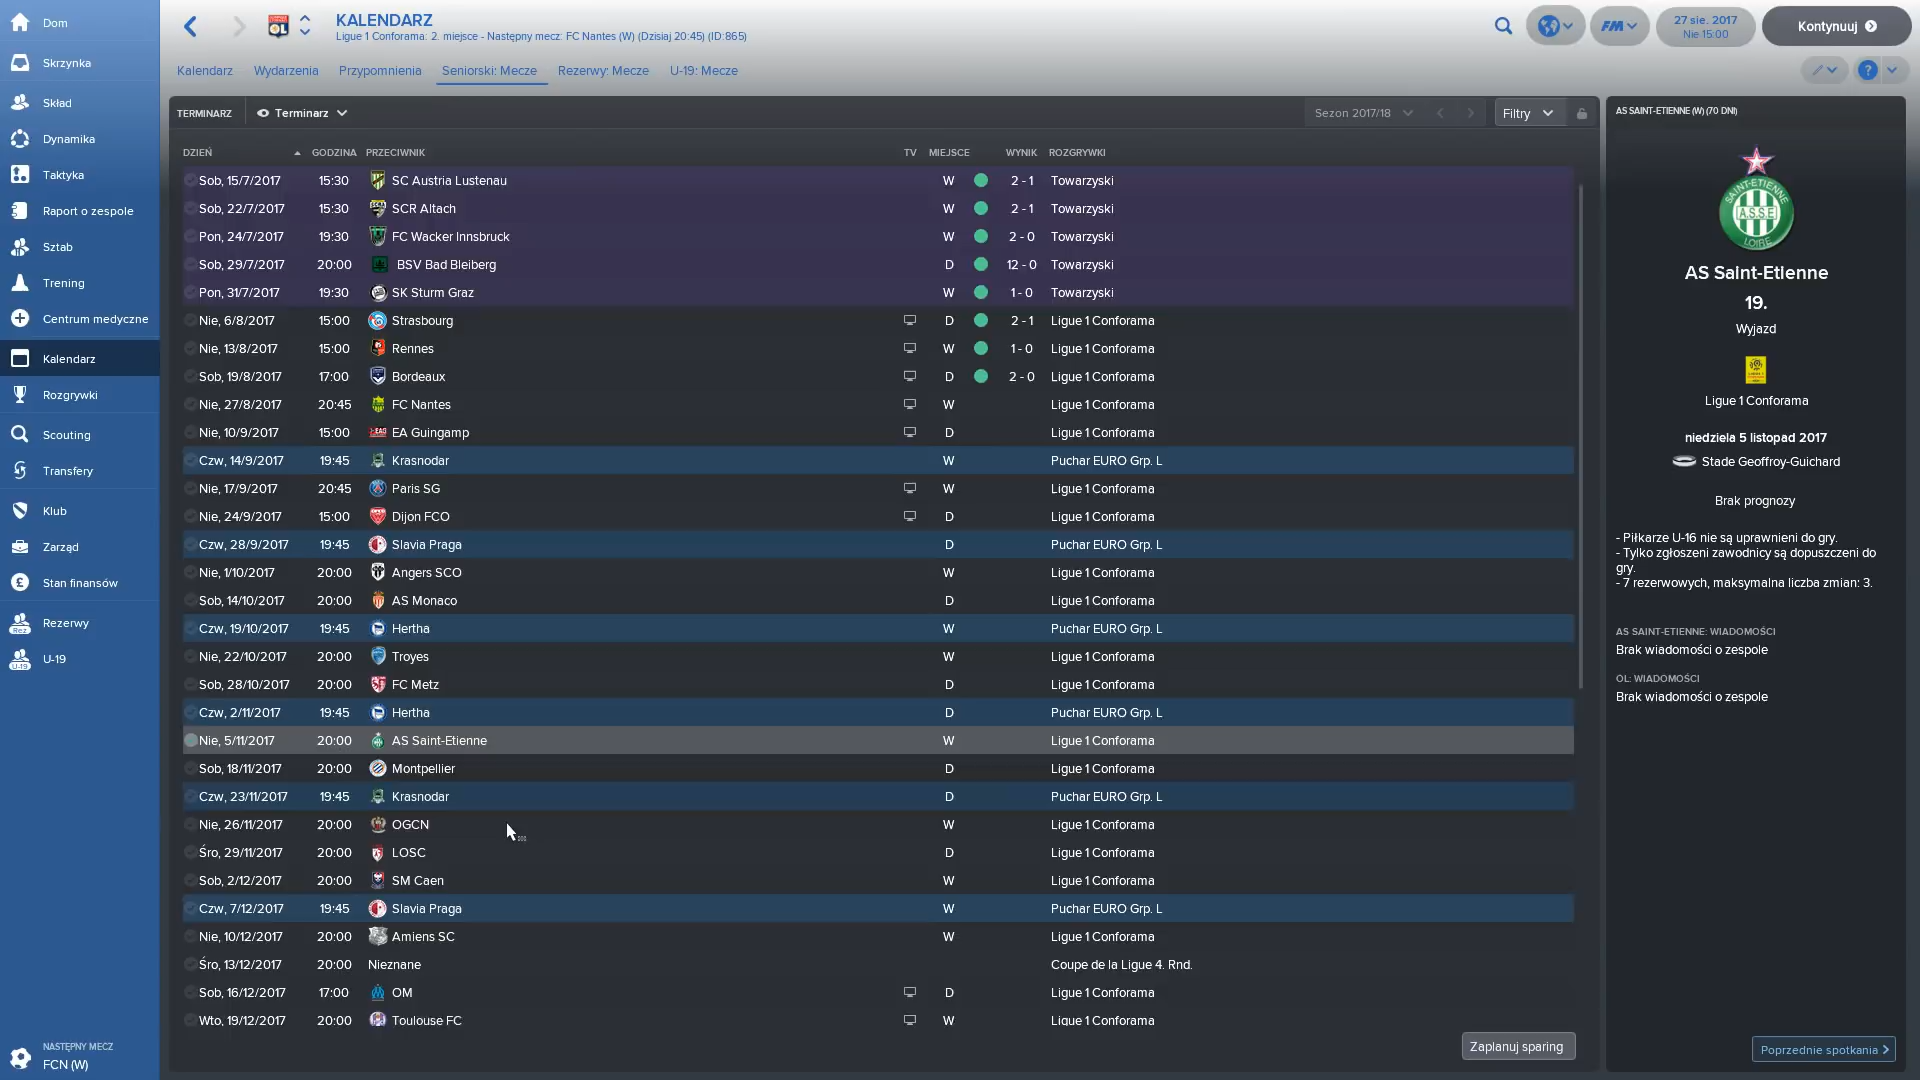 Dom
Skrzynka
Skład
Dynamika
Taktyka
Raport o zespole
Sztab
Trening
Centrum medyczne
Kalendarz
Rozgrywki
Scouting
Transfery
Klub
Zarząd
Stan finansów
Rez
Rezerwy
U-19
U-19
NASTĘPNY MECZ
FCN (W)
KALENDARZ
Ligue 1 Conforama: 2. miejsce - Następny mecz: FC Nantes (W) (Dzisiaj 20:45) (ID:865)
FM
27 sie. 2017
Nie 15:00
Kontynuuj
Kalendarz Wydarzenia Przypomnienia Seniorski: Mecze Rezerwy: Mecze U-19: Mecze
?
TERMINARZ Terminarz Sezon 2017/18 Filtry
DZIEŃ GODZINA PRZECIWNIK TV MIEJSCE WYNIK ROZGRYWKI
Sob, 15/7/2017 15:30 SC Austria Lustenau W 2 - 1 Towarzyski
Sob, 22/7/2017 15:30 SCR Altach W 2 - 1 Towarzyski
Pon, 24/7/2017 19:30 FC Wacker Innsbruck W 2 - 0 Towarzyski
Sob, 29/7/2017 20:00 BSV Bad Bleiberg D 12 - 0 Towarzyski
Pon, 31/7/2017 19:30 SK Sturm Graz W 1 - 0 Towarzyski
Nie, 6/8/2017 15:00 Strasbourg D 2 - 1 Ligue 1 Conforama
Nie, 13/8/2017 15:00 Rennes W 1 - 0 Ligue 1 Conforama
Sob, 19/8/2017 17:00 Bordeaux D 2 - 0 Ligue 1 Conforama
Nie, 27/8/2017 20:45 FC Nantes W Ligue 1 Conforama
Nie, 10/9/2017 15:00 EA Guingamp D Ligue 1 Conforama
Czw, 14/9/2017 19:45 Krasnodar W Puchar EURO Grp. L
Nie, 17/9/2017 20:45 Paris SG W Ligue 1 Conforama
Nie, 24/9/2017 15:00 Dijon FCO D Ligue 1 Conforama
Czw, 28/9/2017 19:45 Slavia Praga D Puchar EURO Grp. L
Nie, 1/10/2017 20:00 Angers SCO W Ligue 1 Conforama
Sob, 14/10/2017 20:00 AS Monaco D Ligue 1 Conforama
Czw, 19/10/2017 19:45 Hertha W Puchar EURO Grp. L
Nie, 22/10/2017 20:00 Troyes W Ligue 1 Conforama
Sob, 28/10/2017 20:00 FC Metz D Ligue 1 Conforama
Czw, 2/11/2017 19:45 Hertha D Puchar EURO Grp. L
Nie, 5/11/2017 20:00 AS Saint-Etienne W Ligue 1 Conforama
Sob, 18/11/2017 20:00 Montpellier D Ligue 1 Conforama
Czw, 23/11/2017 19:45 Krasnodar D Puchar EURO Grp. L
Nie, 26/11/2017 20:00 OGCN W Ligue 1 Conforama
Śro, 29/11/2017 20:00 LOSC D Ligue 1 Conforama
Sob, 2/12/2017 20:00 SM Caen W Ligue 1 Conforama
Czw, 7/12/2017 19:45 Slavia Praga W Puchar EURO Grp. L
Nie, 10/12/2017 20:00 Amiens SC W Ligue 1 Conforama
Śro, 13/12/2017 20:00 Nieznane Coupe de la Ligue 4. Rnd.
Sob, 16/12/2017 17:00 OM D Ligue 1 Conforama
Wto, 19/12/2017 20:00 Toulouse FC W Ligue 1 Conforama
Zaplanuj sparing
AS SAINT-ETIENNE (W) (70 DNI)
SAINT-ETIENNE
A.S.S.E
LOIRE
AS Saint-Etienne
19.
Wyjazd
Ligue 1 Conforama
niedziela 5 listopad 2017
Stade Geoffroy-Guichard
Brak prognozy
- Piłkarze U-16 nie są uprawnieni do gry.
- Tylko zgłoszeni zawodnicy są dopuszczeni do
gry.
- 7 rezerwowych, maksymalna liczba zmian: 3.
AS SAINT-ETIENNE: WIADOMOŚCI
Brak wiadomości o zespole
OL: WIADOMOŚCI
Brak wiadomości o zespole
Poprzednie spotkania